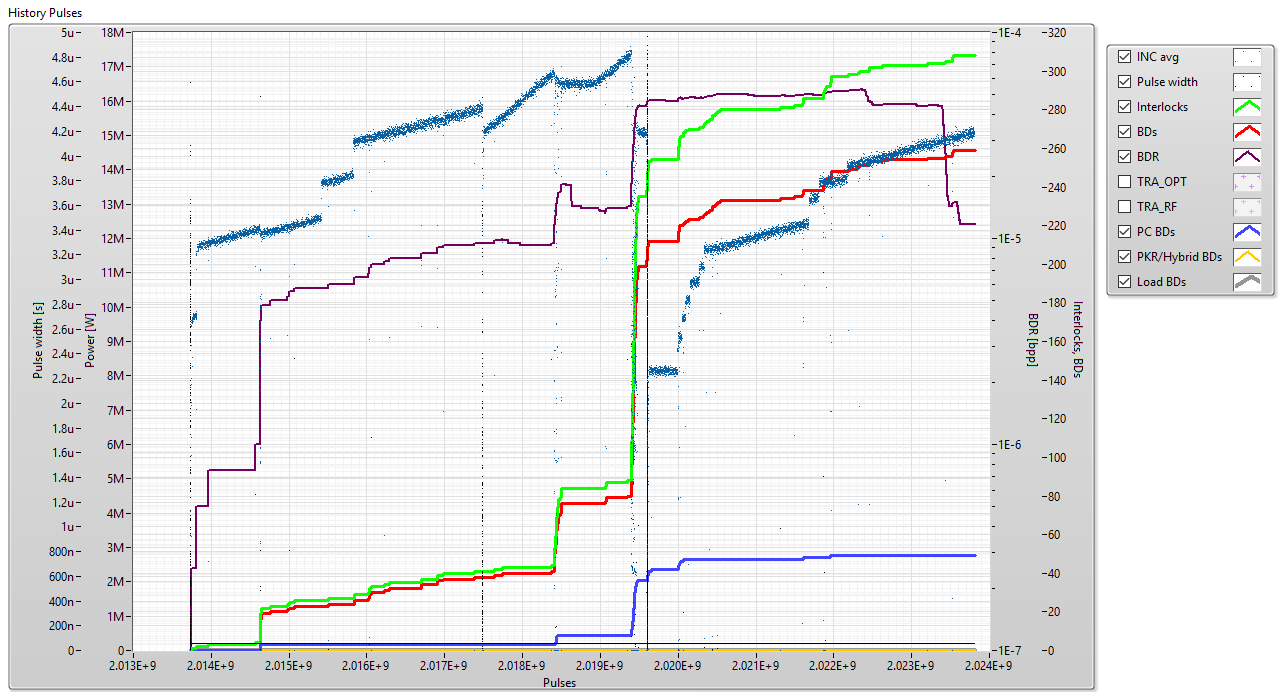 History Pulses
5u
4.8u
4.6u
4.4u
4.2u
4u
3.8u
3.6u
3.4u
3.2u
3u
2.8u
2.6u
2.4u
2.2u
2u
1.8u
1.6u
1.4u
1.2u
1u
800n
600n
400n
200n
0
Pulse width [s]
18M
17M
16M
15M
14M
13M
12M
11M
10M
9M
8M
7M
6M
5M
4M
3M
2M
1M
0
Power [W]
1E-4
1E-5
1E-6
1E-7
BDR [bpp]
320
300
280
260
240
220
200
180
160
140
120
100
80
60
40
20
0
Interlocks, BDs
2.013E+9 2.014E+9 2.015E+9 2.016E+9 2.017E+9 2.018E+9 2.019E+9 2.020E+9 2.021E+9 2.022E+9 2.023E+9 2.024E+9
Pulses
INC avg
Pulse width
Interlocks
BDs
BDR
TRA_OPT
TRA_RF
PC BDs
PKR/Hybrid BDs
Load BDs